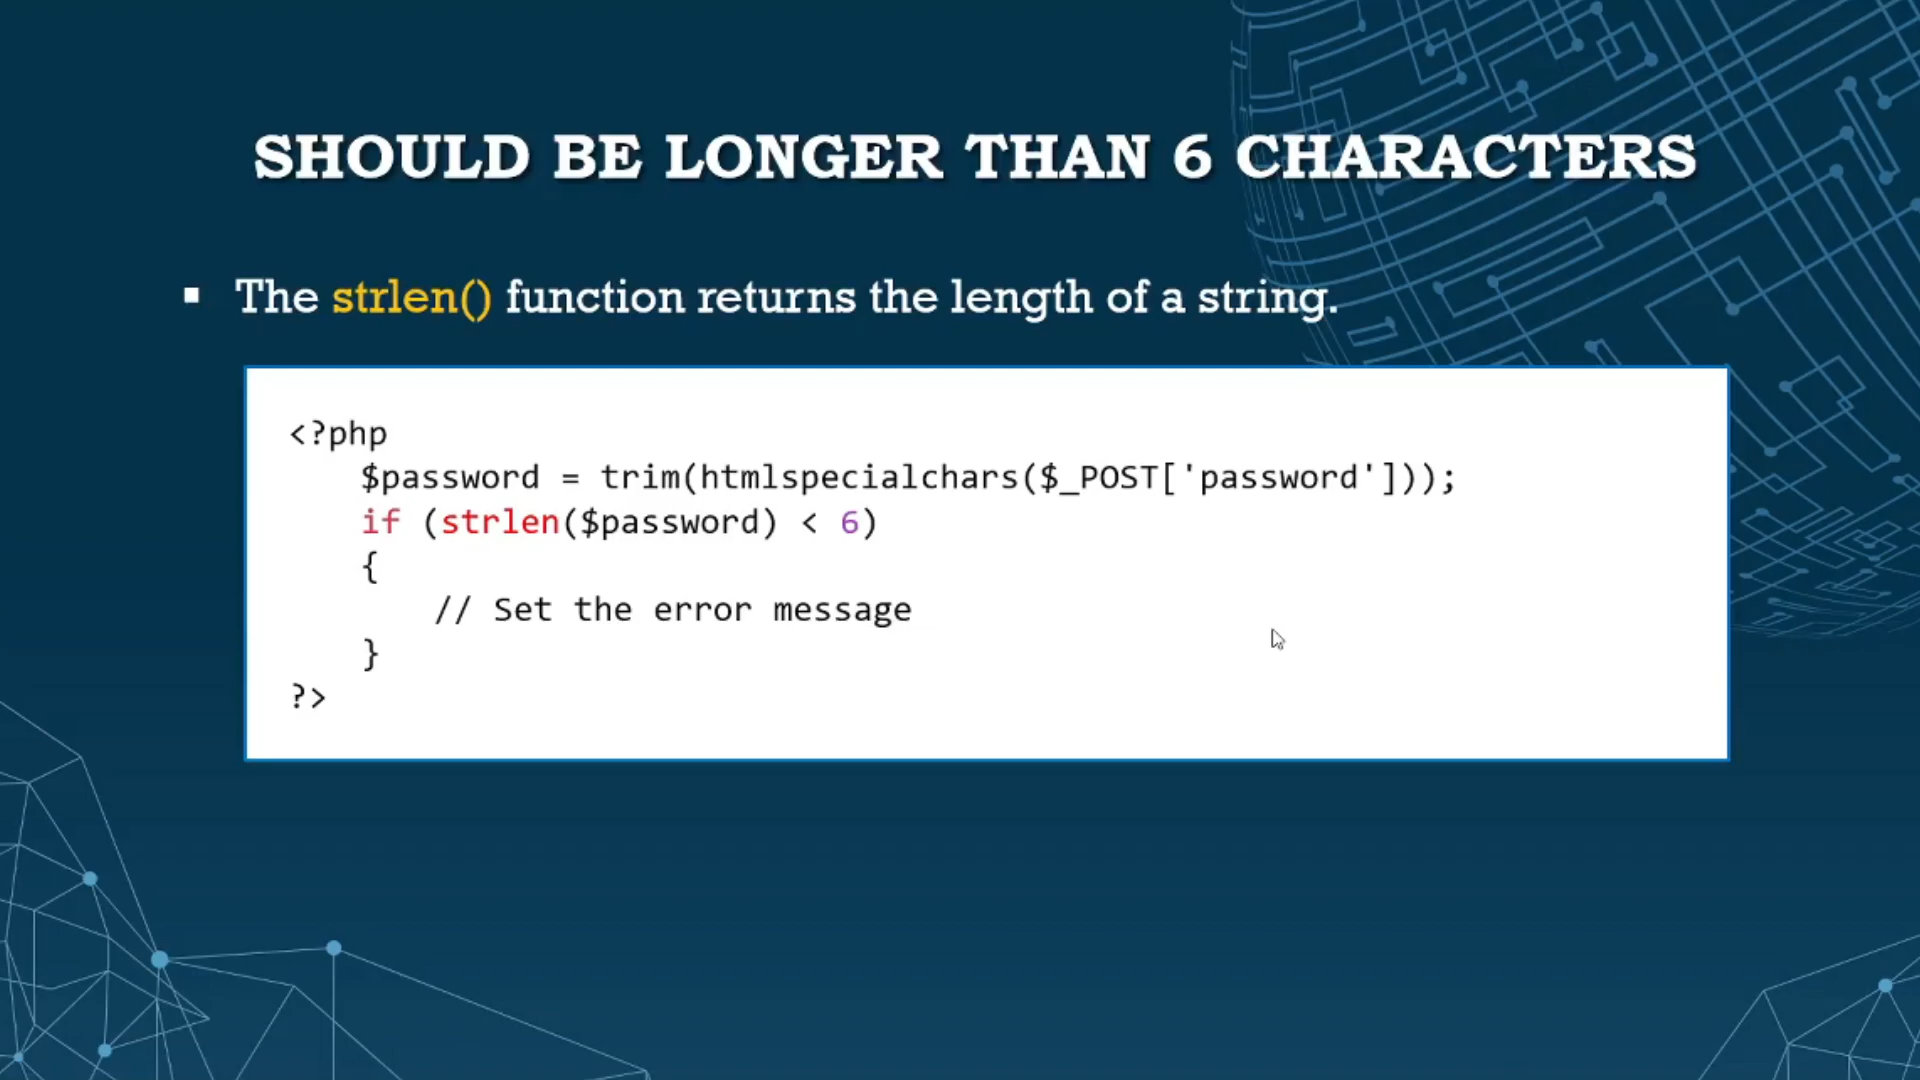 SHOULD BE LONGER THAN 6 CHARACTERS
▪ The strlen() function returns the length of a string.
<?php
    $password = trim(htmlspecialchars($_POST['password']));
    if (strlen($password) < 6)
    {
        // Set the error message
    }
?>